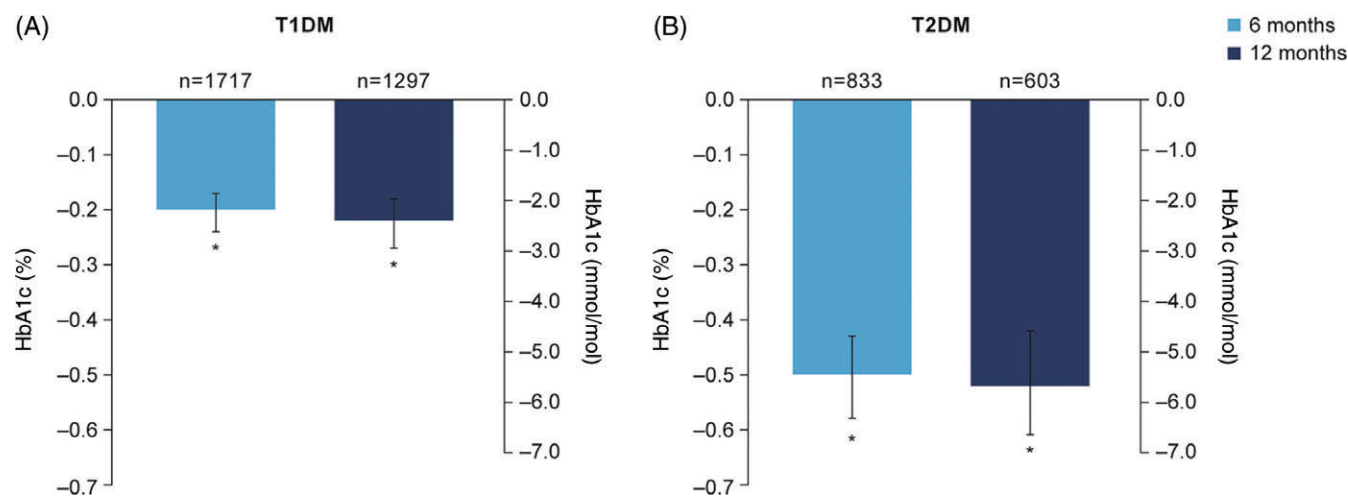 (A)
T1DM
n=1717
n=1297
0.0
–0.1
–0.2
–0.3
–0.4
–0.5
–0.6
–0.7
HbA1c (%)
*
*
0.0
–1.0
–2.0
–3.0
–4.0
–5.0
–6.0
–7.0
HbA1c (mmol/mol)
(B)
T2DM
n=833
n=603
0.0
–0.1
–0.2
–0.3
–0.4
–0.5
–0.6
–0.7
HbA1c (%)
*
*
0.0
–1.0
–2.0
–3.0
–4.0
–5.0
–6.0
–7.0
HbA1c (mmol/mol)
6 months
12 months